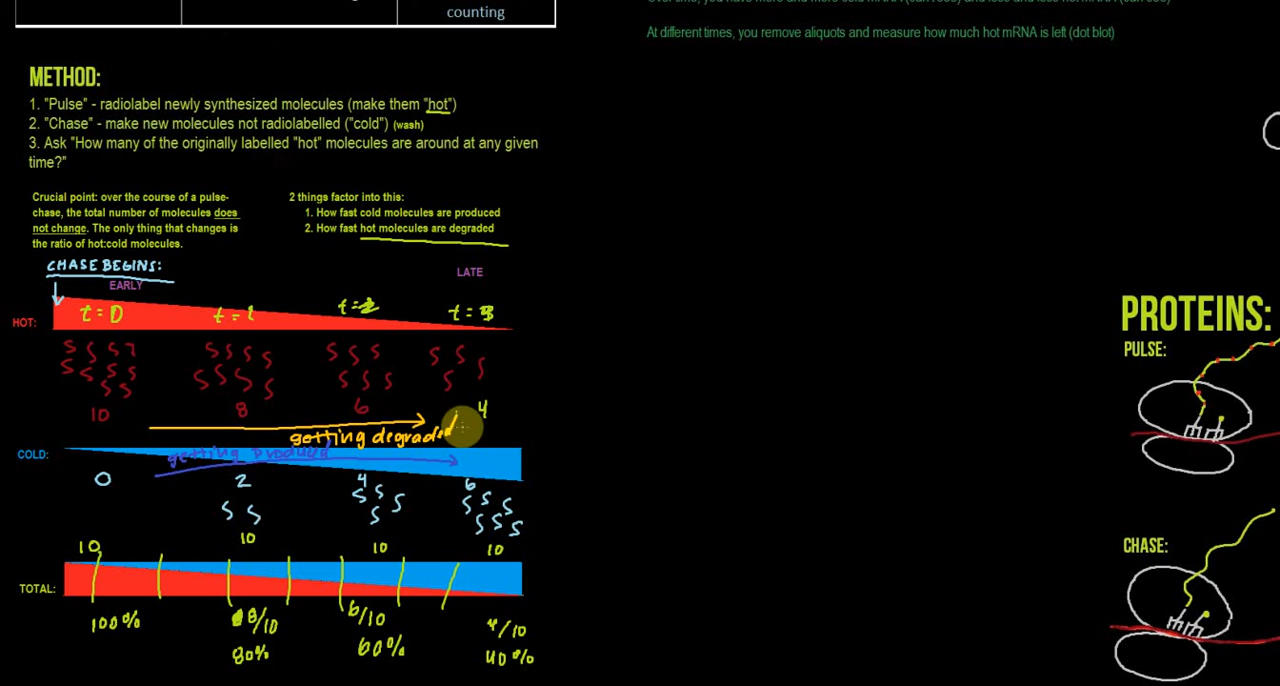 counting
At different times, you remove aliquots and measure how much hot mRNA is left (dot blot)
METHOD:
1. "Pulse" - radiolabel newly synthesized molecules (make them "hot")
2. "Chase" - make new molecules not radiolabelled ("cold") (wash)
3. Ask "How many of the originally labelled "hot" molecules are around at any given
time?"
Crucial point: over the course of a pulse-
chase, the total number of molecules does
not change. The only thing that changes is
the ratio of hot:cold molecules.
2 things factor into this:
1. How fast cold molecules are produced
2. How fast hot molecules are degraded
CHASE BEGINS:
EARLY
LATE
HOT:
t = 0
t = 1
t = 2
t = 3
10
8
6
4
getting degraded
COLD:
getting produced
0
2
4
6
10
10
10
10
TOTAL:
100%
8/10
6/10
4/10
80%
60%
40%
PROTEINS:
PULSE:
CHASE: